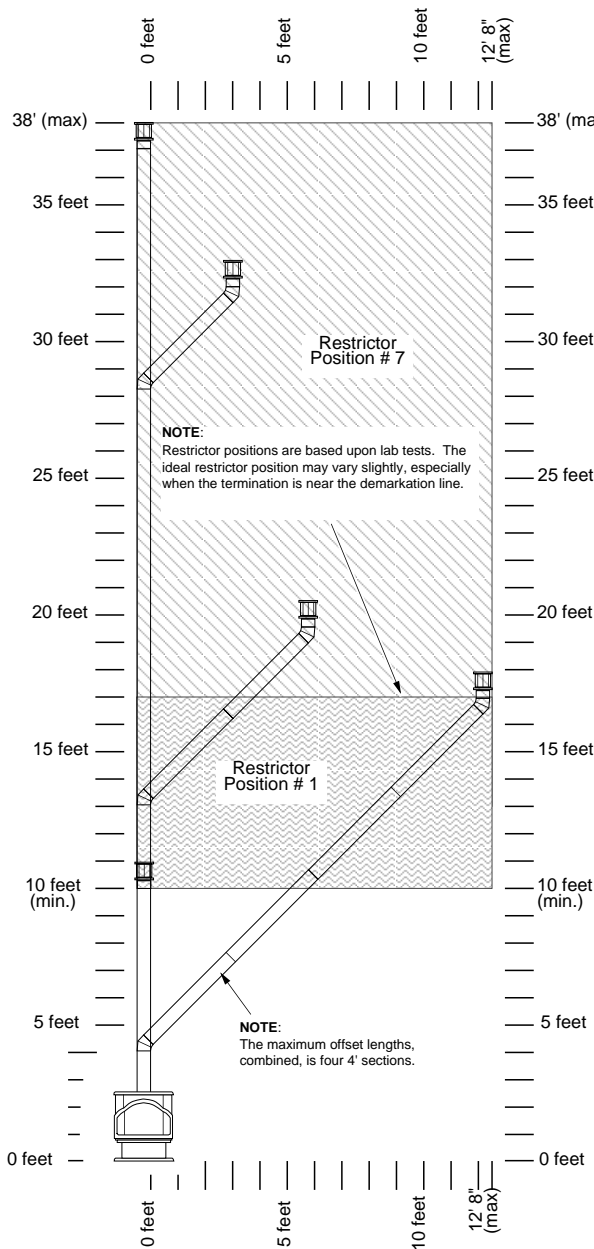 0 feet
5 feet
10 feet
12' 8"
(max)
38' (max)
38' (ma
35 feet
35 feet
30 feet
30 feet
Restrictor
Position # 7
NOTE:
Restrictor positions are based upon lab tests. The
ideal restrictor position may vary slightly, especially
when the termination is near the demarkation line.
25 feet
25 feet
20 feet
20 feet
15 feet
15 feet
Restrictor
Position # 1
10 feet
(min.)
10 feet
(min.)
5 feet
5 feet
NOTE:
The maximum offset lengths,
combined, is four 4' sections.
0 feet
0 feet
0 feet
5 feet
10 feet
12' 8"
(max)